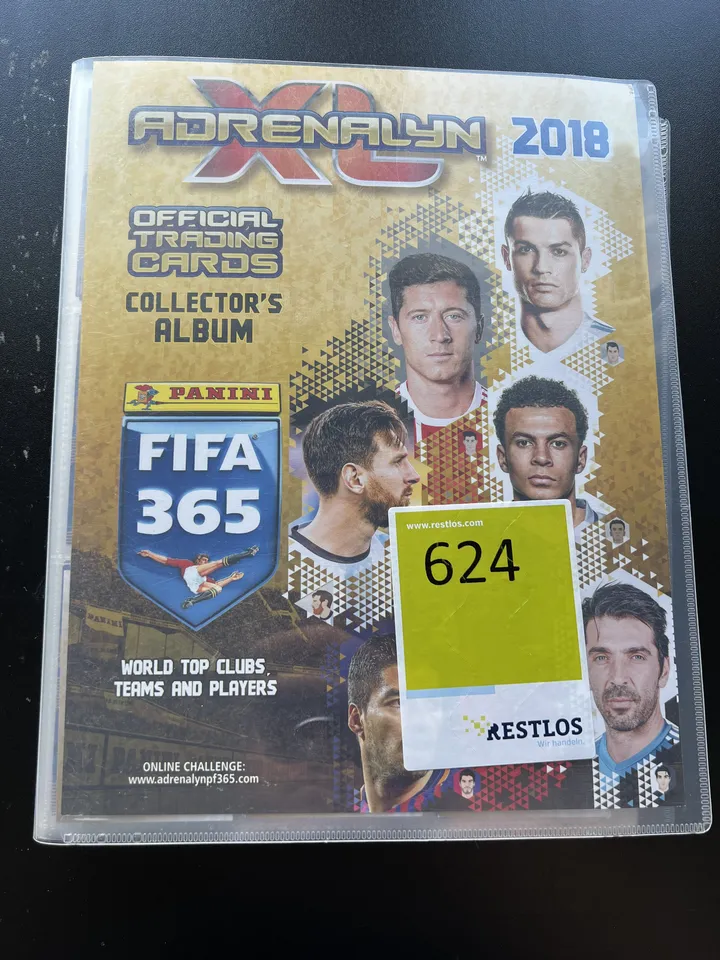 XL
ADRENALYN
TM
2018
OFFICIAL
TRADING
CARDS
COLLECTOR'S
ALBUM
PANINI
FIFA
365
www.restlos.com
624
WORLD TOP CLUBS,
TEAMS AND PLAYERS
RESTLOS
Wir handeln.
ONLINE CHALLENGE:
www.adrenalynpf365.com